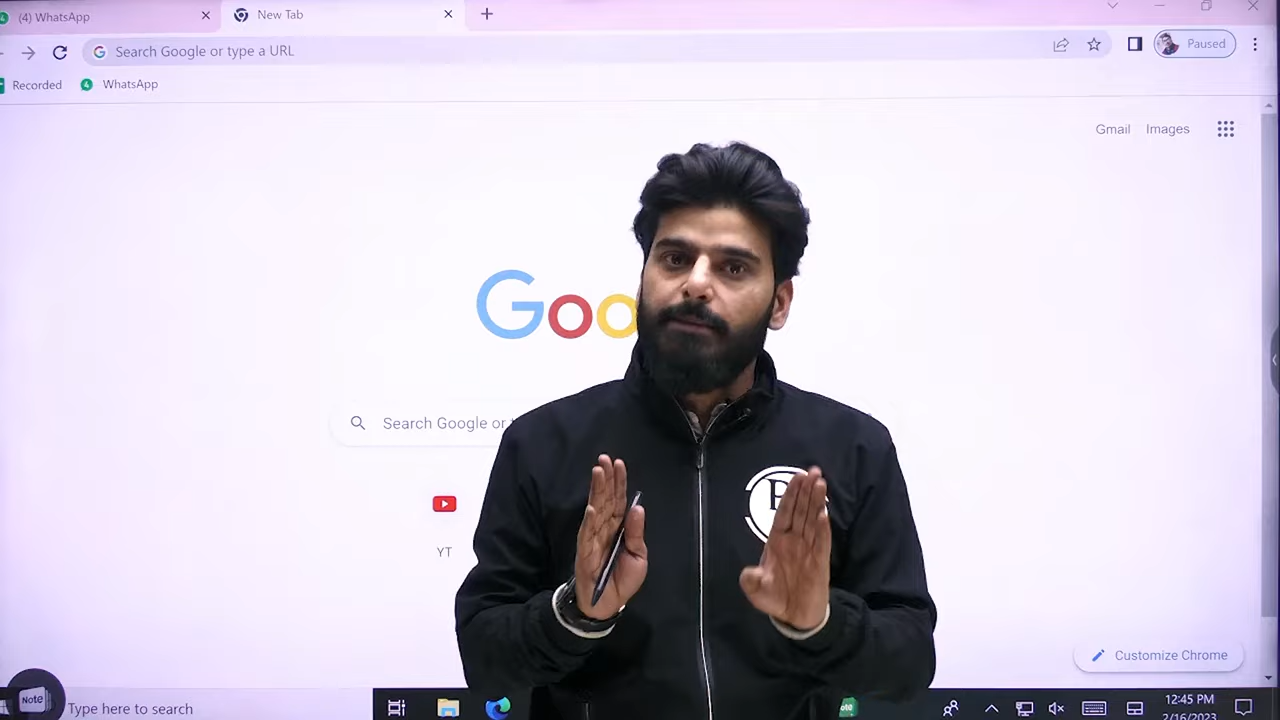 (4) WhatsApp
New Tab
Search Google or type a URL
Paused
Recorded
WhatsApp
Gmail
Images
Goo
Search Google or
YT
Customize Chrome
Note
Type here to search
12:45 PM